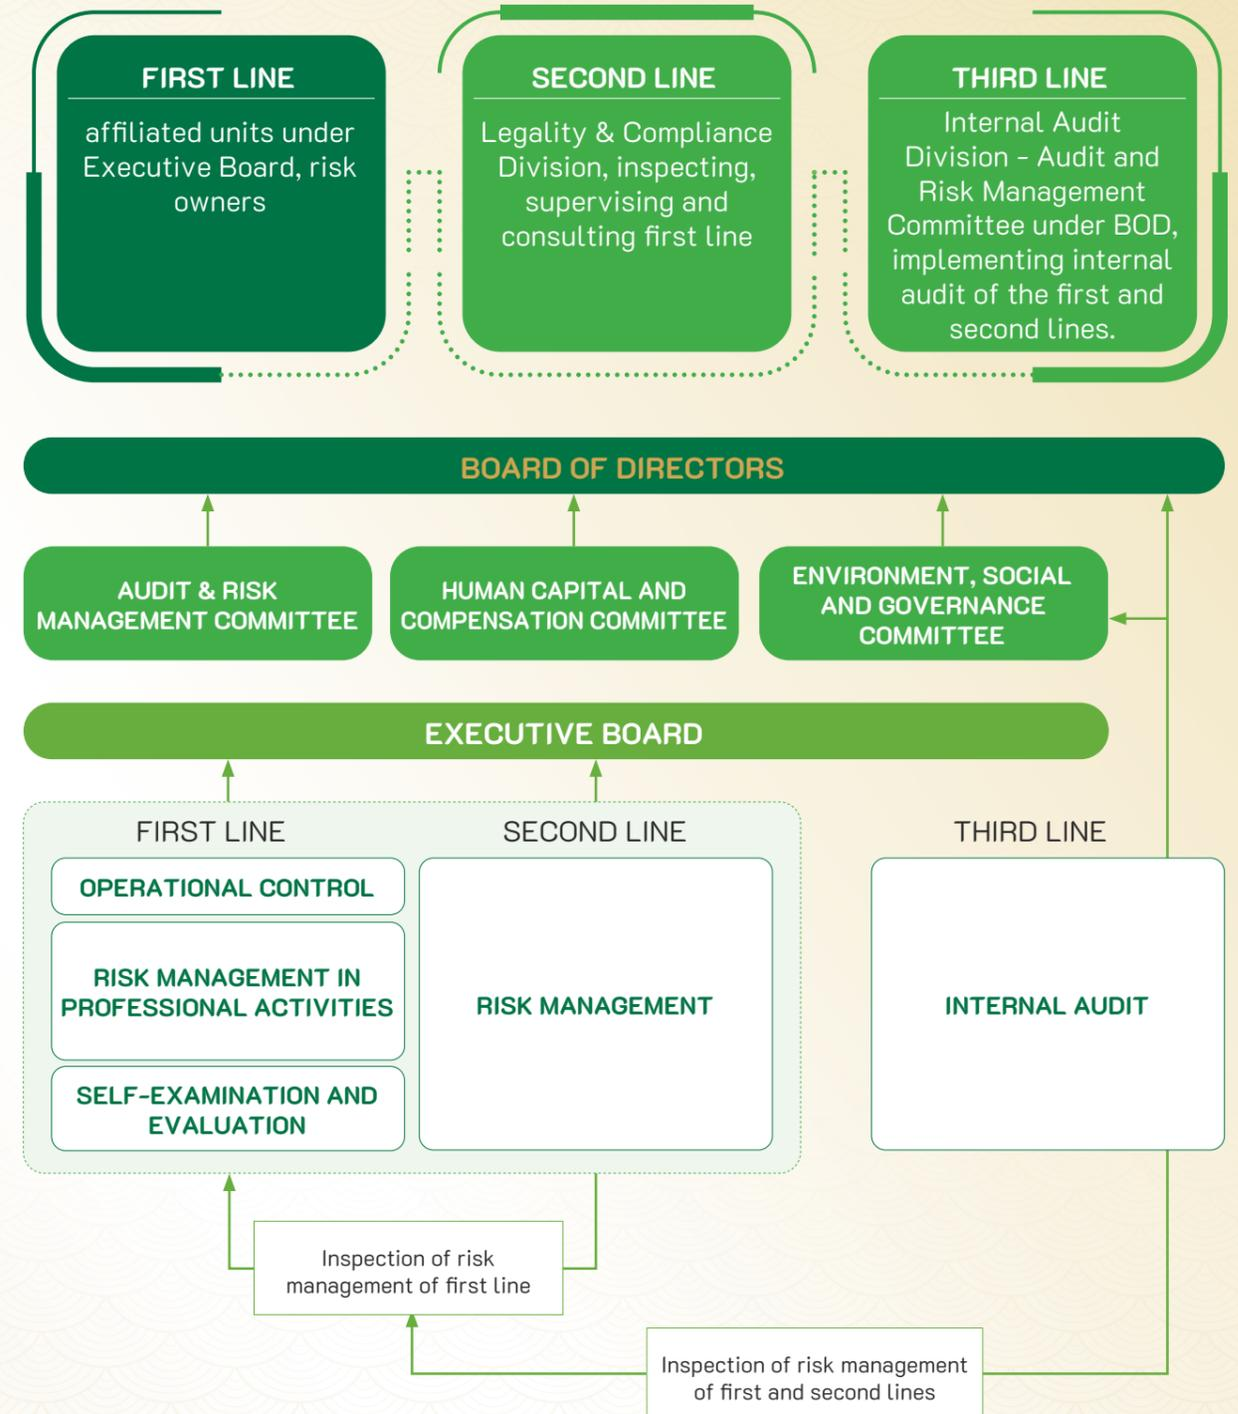 FIRST LINE
affiliated units under
Executive Board, risk
owners
SECOND LINE
Legality & Compliance
Division, inspecting,
supervising and
consulting first line
THIRD LINE
Internal Audit
Division - Audit and
Risk Management
Committee under BOD,
implementing internal
audit of the first and
second lines.
BOARD OF DIRECTORS
AUDIT & RISK
MANAGEMENT COMMITTEE
HUMAN CAPITAL AND
COMPENSATION COMMITTEE
ENVIRONMENT, SOCIAL
AND GOVERNANCE
COMMITTEE
EXECUTIVE BOARD
FIRST LINE
OPERATIONAL CONTROL
RISK MANAGEMENT IN
PROFESSIONAL ACTIVITIES
SELF-EXAMINATION AND
EVALUATION
SECOND LINE
RISK MANAGEMENT
THIRD LINE
INTERNAL AUDIT
Inspection of risk
management of first line
Inspection of risk management
of first and second lines